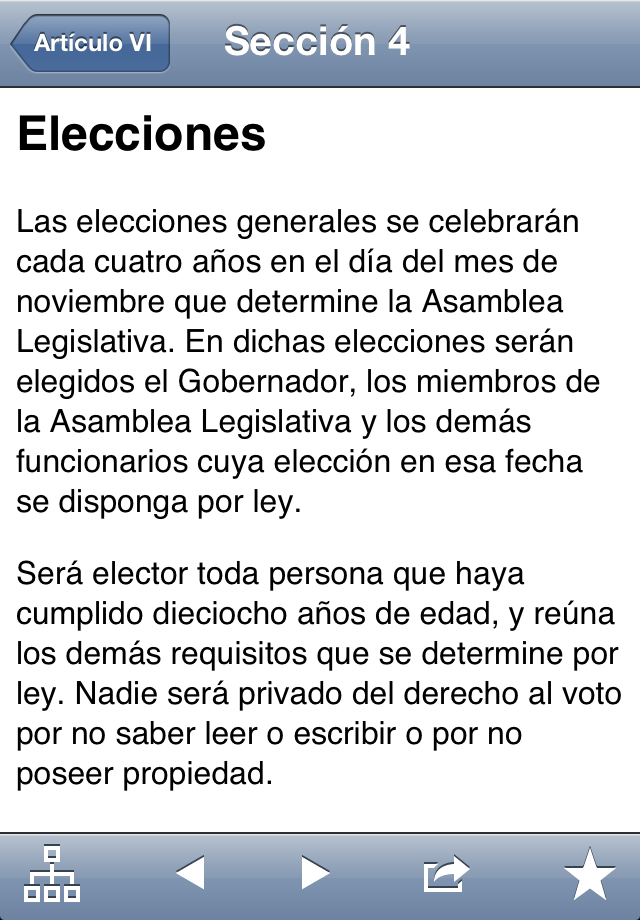 Artículo VI
Sección 4
Elecciones
Las elecciones generales se celebrarán
cada cuatro años en el día del mes de
noviembre que determine la Asamblea
Legislativa. En dichas elecciones serán
elegidos el Gobernador, los miembros de
la Asamblea Legislativa y los demás
funcionarios cuya elección en esa fecha
se disponga por ley.
Será elector toda persona que haya
cumplido dieciocho años de edad, y reúna
los demás requisitos que se determine por
ley. Nadie será privado del derecho al voto
por no saber leer o escribir o por no
poseer propiedad.